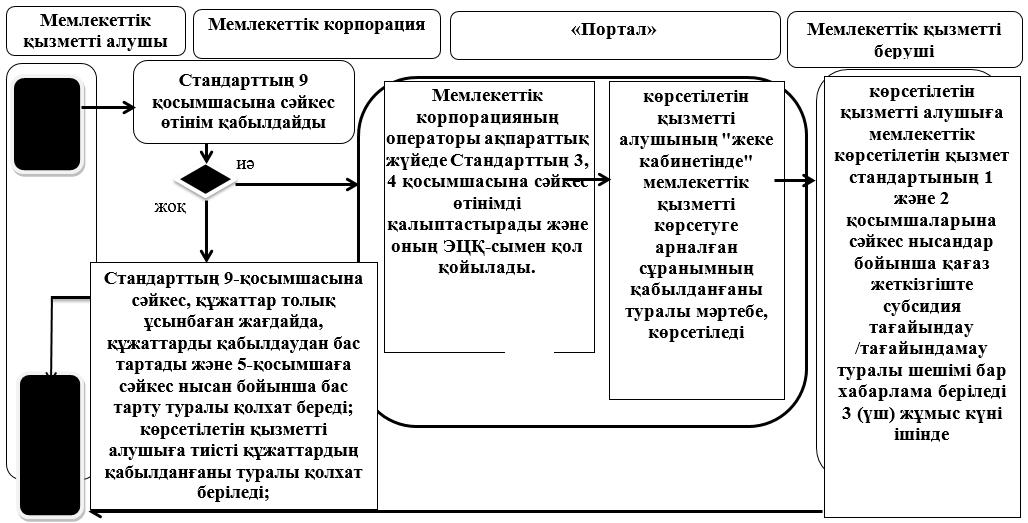 Мемлекеттік
қызметті алушы
Мемлекеттік корпорация
«Портал»
Мемлекеттік қызметті
беруші
Стандарттың 9
қосымшасына сәйкес
өтінім қабылдайды
иә
жоқ
Стандарттың 9-қосымшасына
сәйкес, құжаттар толық
ұсынбаған жағдайда,
құжаттарды қабылдаудан бас
тартады және 5-қосымшаға
сәйкес нысан бойынша бас
тарту туралы қолхат береді;
көрсетілетін қызметті
алушыға тиісті құжаттардың
қабылданғаны туралы қолхат
беріледі;
Мемлекеттік
корпорацияның
операторы ақпараттық
жүйеде Стандарттың 3,
4 қосымшасына сәйкес
өтінімді
қалыптастырады және
оның ЭЦҚ-сымен қол
қойылады.
көрсетілетін
қызметті
алушының "жеке
кабинетінде"
мемлекеттік
қызметті
көрсетуге
арналған
сұранымның
қабылданғаны
туралы мәртебе,
көрсетіледі
көрсетілетін
қызметті алушыға
мемлекеттік
көрсетілетін қызмет
стандартының 1
және 2
қосымшаларына
сәйкес нысандар
бойынша қағаз
жеткізгіште
субсидия
тағайындау
/тағайындамау
туралы шешімі бар
хабарлама беріледі
3 (үш) жұмыс күні
ішінде